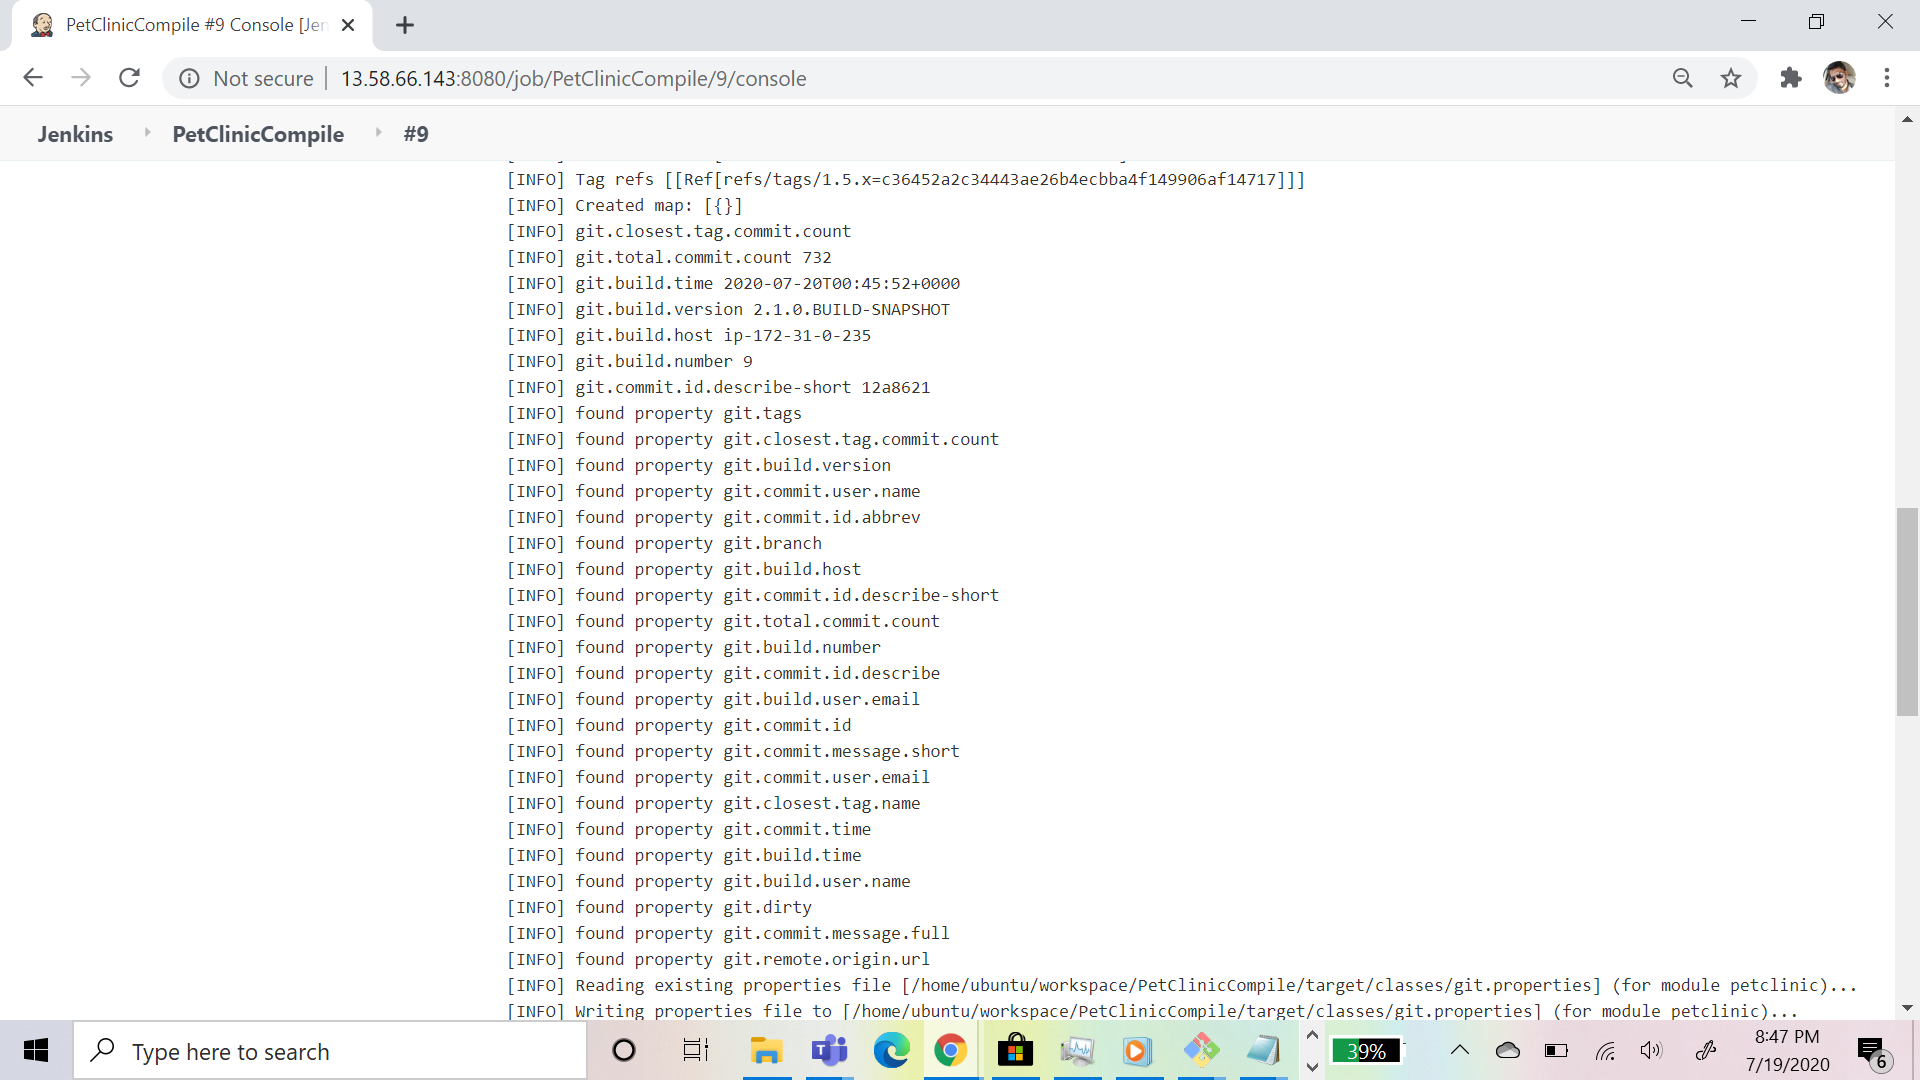 PetClinicCompile #9 Console [Jen
Not secure
13.58.66.143:8080/job/PetClinicCompile/9/console
Jenkins
PetClinicCompile
#9
[INFO] Tag refs [[Ref[refs/tags/1.5.x=c36452a2c34443ae26b4ecbba4f149906af14717]]]
[INFO] Created map: [{}]
[INFO] git.closest.tag.commit.count
[INFO] git.total.commit.count 732
[INFO] git.build.time 2020-07-20T00:45:52+0000
[INFO] git.build.version 2.1.0.BUILD-SNAPSHOT
[INFO] git.build.host ip-172-31-0-235
[INFO] git.build.number 9
[INFO] git.commit.id.describe-short 12a8621
[INFO] found property git.tags
[INFO] found property git.closest.tag.commit.count
[INFO] found property git.build.version
[INFO] found property git.commit.user.name
[INFO] found property git.commit.id.abbrev
[INFO] found property git.branch
[INFO] found property git.build.host
[INFO] found property git.commit.id.describe-short
[INFO] found property git.total.commit.count
[INFO] found property git.build.number
[INFO] found property git.commit.id.describe
[INFO] found property git.build.user.email
[INFO] found property git.commit.id
[INFO] found property git.commit.message.short
[INFO] found property git.commit.user.email
[INFO] found property git.closest.tag.name
[INFO] found property git.commit.time
[INFO] found property git.build.time
[INFO] found property git.build.user.name
[INFO] found property git.dirty
[INFO] found property git.commit.message.full
[INFO] found property git.remote.origin.url
[INFO] Reading existing properties file [/home/ubuntu/workspace/PetClinicCompile/target/classes/git.properties] (for module petclinic)...
[INFO] Writing properties file to [/home/ubuntu/workspace/PetClinicCompile/target/classes/git.properties] (for module petclinic)...
Type here to search
39%
8:47 PM
7/19/2020
6